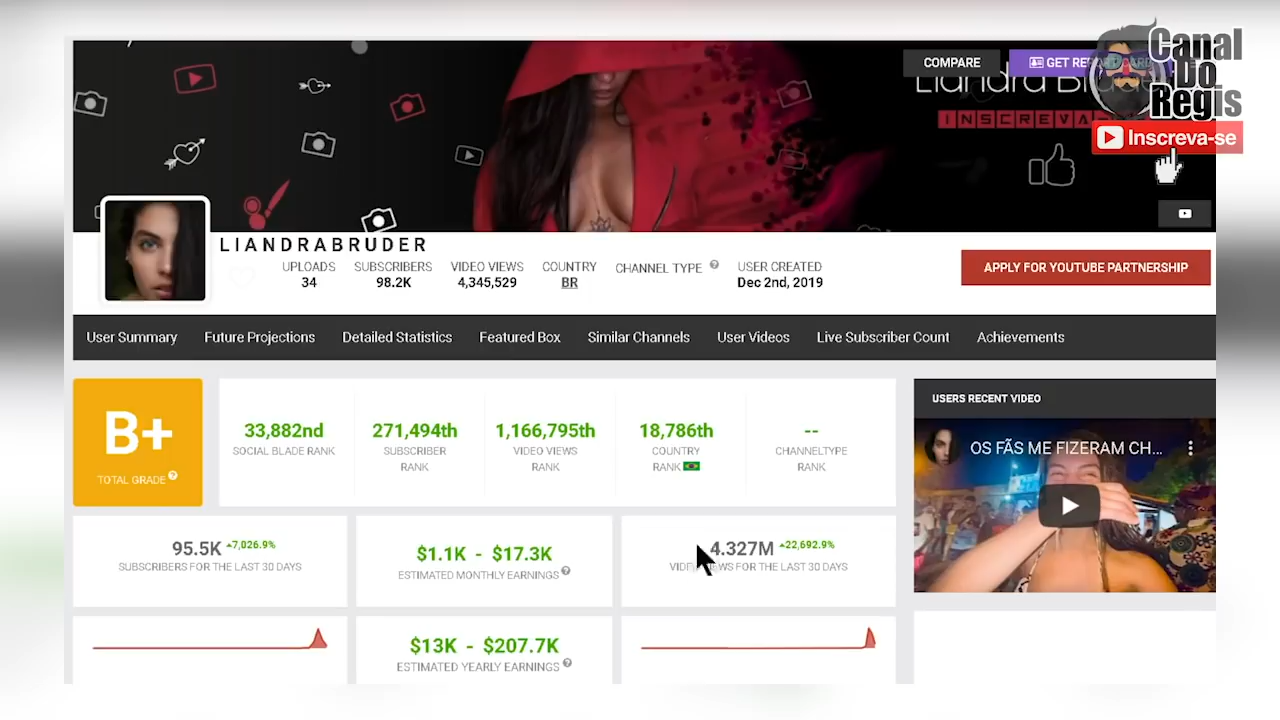 COMPARE
GET REPORT CARD
Canal
Do
Regis
Liandra
INSCREVA
Inscreva-se
LIANDRABRUDER
UPLOADS SUBSCRIBERS VIDEO VIEWS COUNTRY CHANNEL TYPE USER CREATED
34 98.2K 4,345,529 BR Dec 2nd, 2019
APPLY FOR YOUTUBE PARTNERSHIP
User Summary Future Projections Detailed Statistics Featured Box Similar Channels User Videos Live Subscriber Count Achievements
B+
TOTAL GRADE
33,882nd
SOCIAL BLADE RANK
271,494th
SUBSCRIBER
RANK
1,166,795th
VIDEO VIEWS
RANK
18,786th
COUNTRY
RANK
--
CHANNELTYPE
RANK
USERS RECENT VIDEO
OS FÃS ME FIZERAM CH...
95.5K 7,026.9%
SUBSCRIBERS FOR THE LAST 30 DAYS
$1.1K - $17.3K
ESTIMATED MONTHLY EARNINGS
4.327M 22,692.9%
VIDEO VIEWS FOR THE LAST 30 DAYS
$13K - $207.7K
ESTIMATED YEARLY EARNINGS